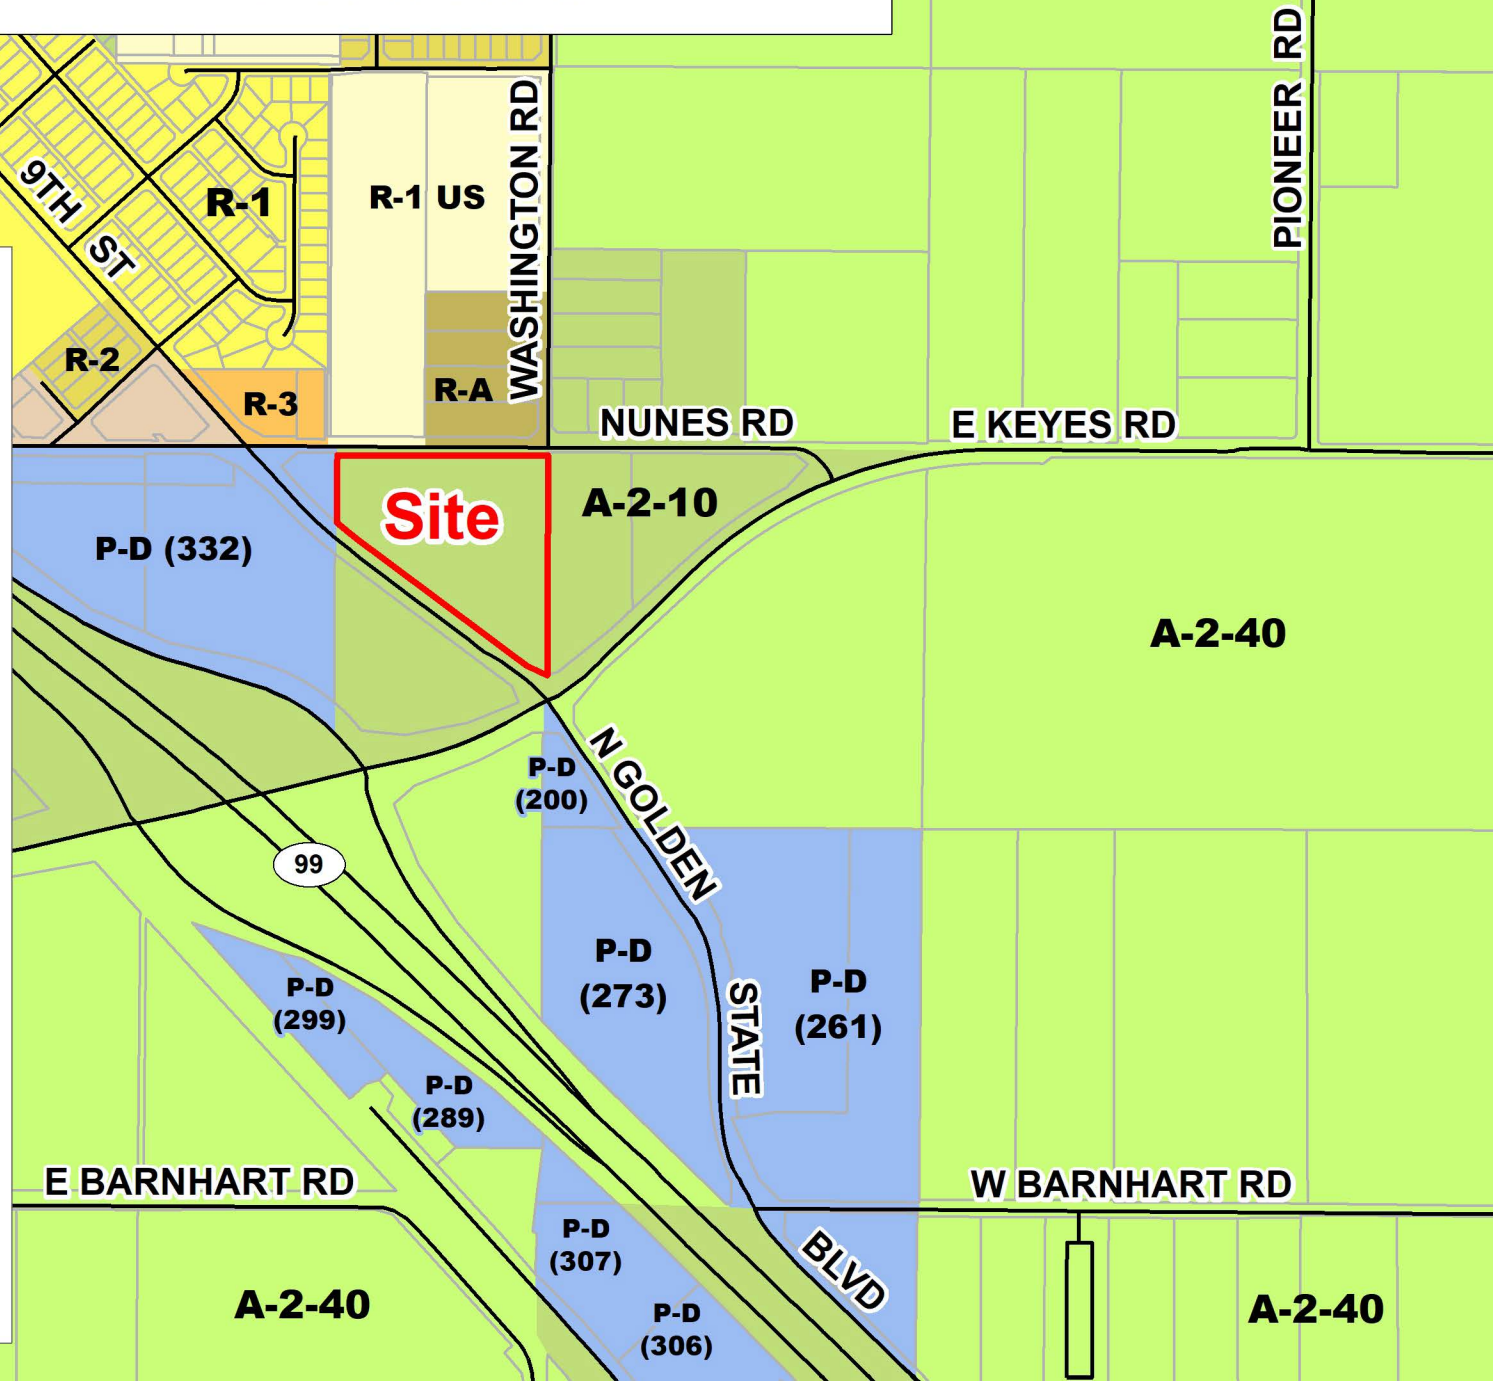 PIONEER RD
WASHINGTON RD
9TH ST
R-1
R-1 US
R-2
R-3
R-A
NUNES RD
E KEYES RD
Site
A-2-10
P-D (332)
A-2-40
N GOLDEN STATE BLVD
P-D
(200)
99
P-D
(273)
P-D
(261)
P-D
(299)
P-D
(289)
E BARNHART RD
W BARNHART RD
P-D
(307)
A-2-40
P-D
(306)
A-2-40